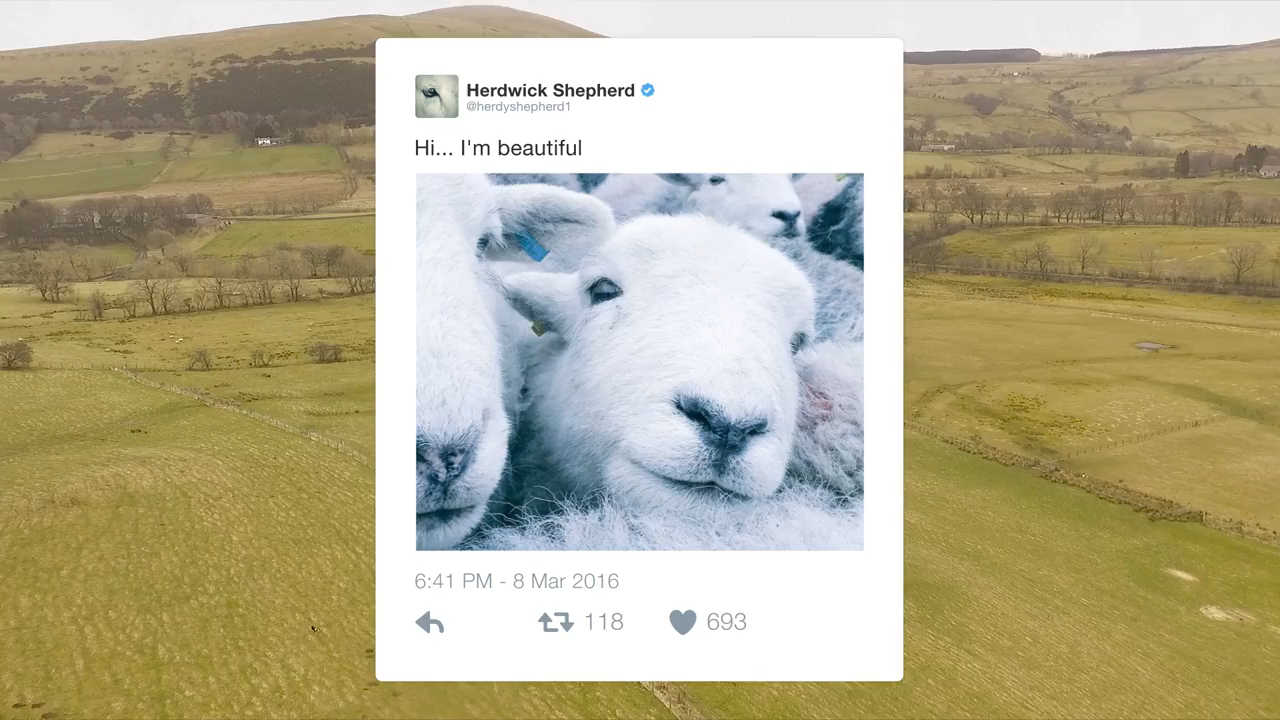 Herdwick Shepherd
@herdyshepherd1
Hi... I'm beautiful
6:41 PM - 8 Mar 2016
118 693